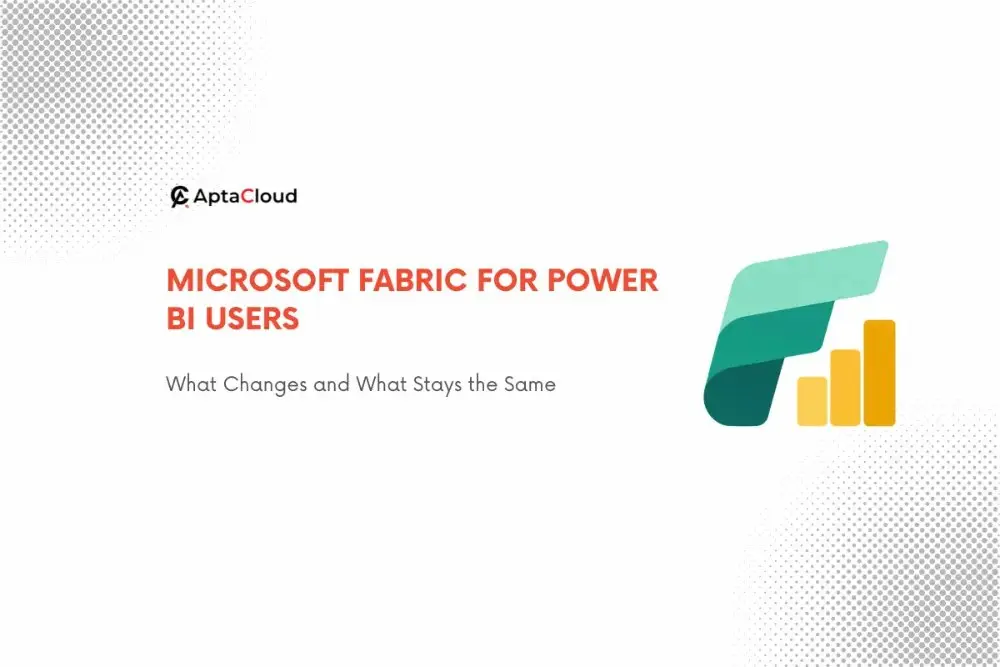 AptaCloud
MICROSOFT FABRIC FOR POWER
BI USERS
What Changes and What Stays the Same